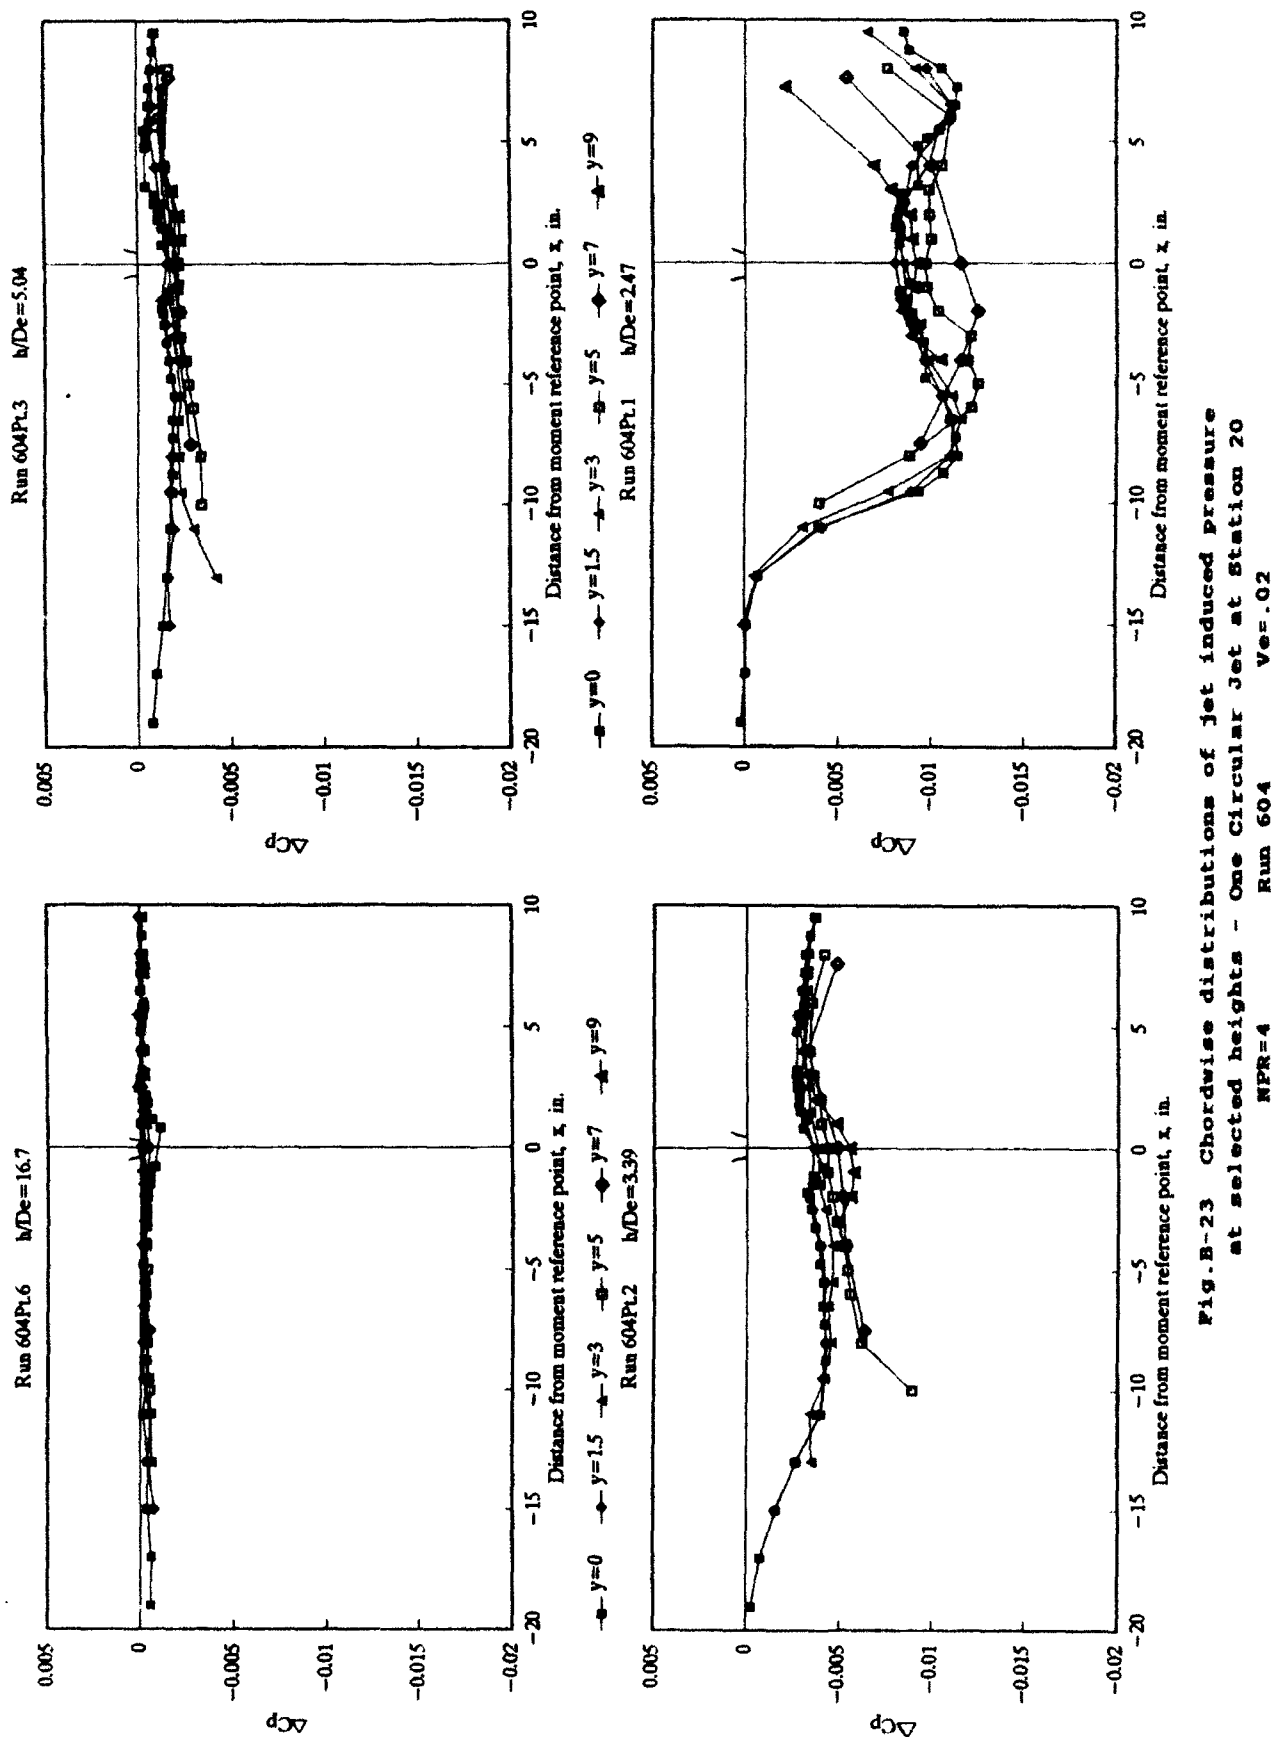 Run 604Pt.6 h/De=16.7
0.005
0
-0.005
-0.01
-0.015
-0.02
ΔCp
-20 -15 -10 -5 0 5 10
Distance from moment reference point, x, in.
Run 604Pt.3 h/De=5.04
0.005
0
-0.005
-0.01
-0.015
-0.02
ΔCp
-20 -15 -10 -5 0 5 10
Distance from moment reference point, x, in.
y=0 y=1.5 y=3 y=5 y=7 y=9
y=0 y=1.5 y=3 y=5 y=7 y=9
Run 604Pt.2 h/De=3.39
0.005
0
-0.005
-0.01
-0.015
-0.02
ΔCp
-20 -15 -10 -5 0 5 10
Distance from moment reference point, x, in.
Run 604Pt.1 h/De=2.47
0.005
0
-0.005
-0.01
-0.015
-0.02
ΔCp
-20 -15 -10 -5 0 5 10
Distance from moment reference point, x, in.
Fig.B-23 Chordwise distributions of jet induced pressure
at selected heights - One Circular Jet at Station 20
NPR=4 Run 604 Ve=.02